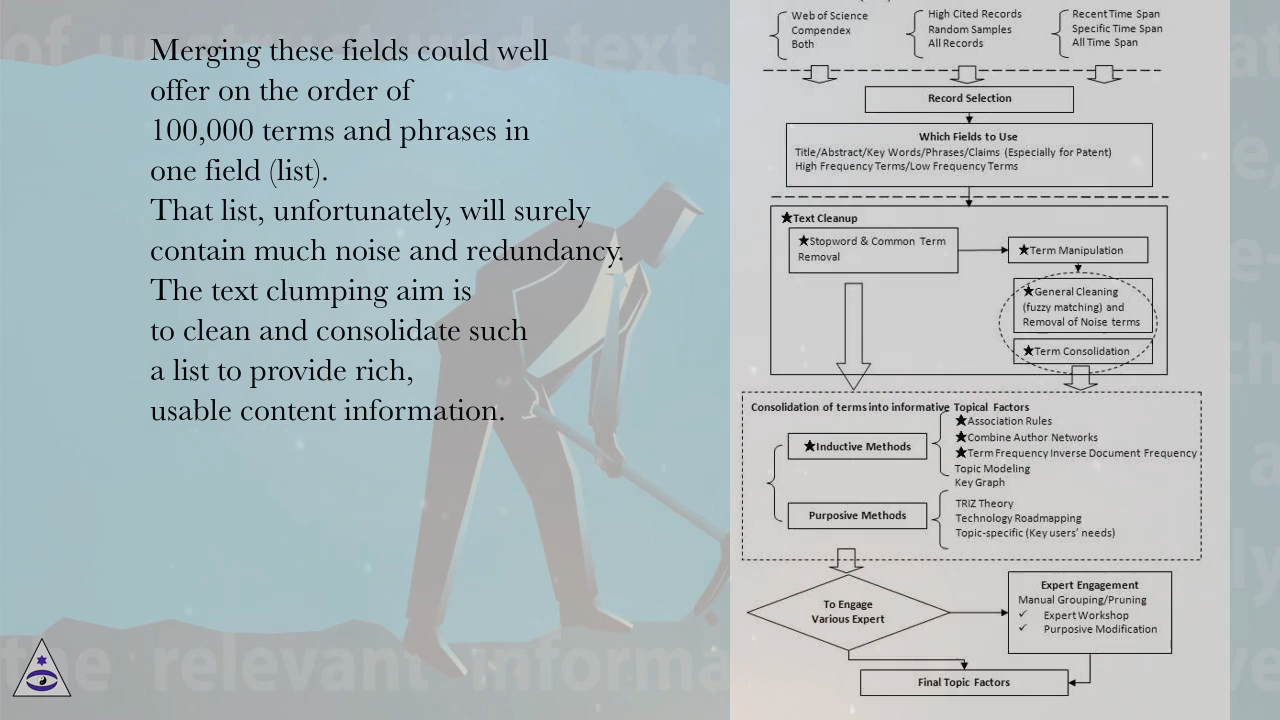 of unstructured text.
Merging these fields could well
offer on the order of
100,000 terms and phrases in
one field (list).
That list, unfortunately, will surely
contain much noise and redundancy.
The text clumping aim is
to clean and consolidate such
a list to provide rich,
usable content information.
the relevant informa
Web of Science
Compendex
Both
High Cited Records
Random Samples
All Records
Recent Time Span
Specific Time Span
All Time Span
Record Selection
Which Fields to Use
Title/Abstract/Key Words/Phrases/Claims (Especially for Patent)
High Frequency Terms/Low Frequency Terms
★Text Cleanup
★Stopword & Common Term
Removal
★Term Manipulation
★General Cleaning
(fuzzy matching) and
Removal of Noise terms
★Term Consolidation
Consolidation of terms into informative Topical Factors
★Inductive Methods
★Association Rules
★Combine Author Networks
★Term Frequency Inverse Document Frequency
Topic Modeling
Key Graph
Purposive Methods
TRIZ Theory
Technology Roadmapping
Topic-specific (Key users' needs)
To Engage
Various Expert
Expert Engagement
Manual Grouping/Pruning
✓ Expert Workshop
✓ Purposive Modification
Final Topic Factors